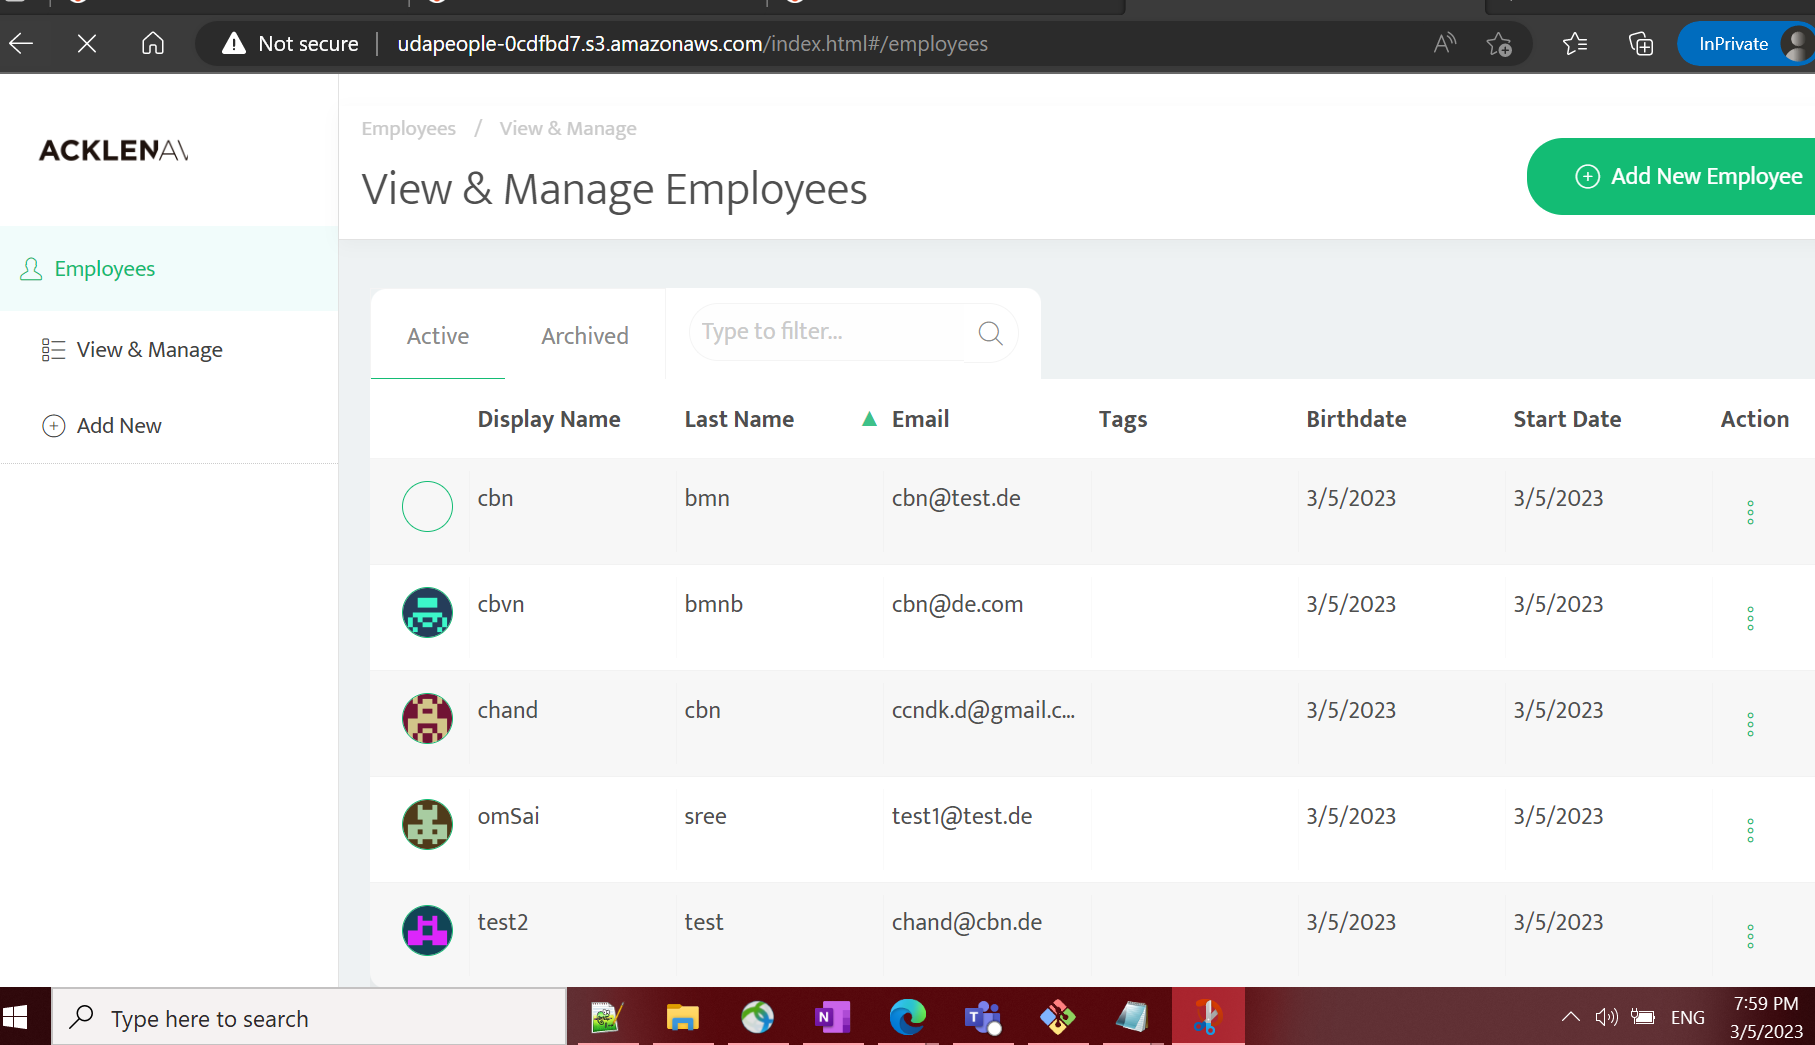 Not secure udapeople-0cdfbd7.s3.amazonaws.com/index.html#/employees InPrivate
ACKLENAV
Employees / View & Manage
View & Manage Employees
Add New Employee
Employees
View & Manage
Add New
Active Archived Type to filter...
Display Name Last Name ▲ Email Tags Birthdate Start Date Action
cbn bmn cbn@test.de 3/5/2023 3/5/2023
cbvn bmnb cbn@de.com 3/5/2023 3/5/2023
chand cbn ccndk.d@gmail.c... 3/5/2023 3/5/2023
omSai sree test1@test.de 3/5/2023 3/5/2023
test2 test chand@cbn.de 3/5/2023 3/5/2023
Type here to search
ENG
7:59 PM
3/5/2023